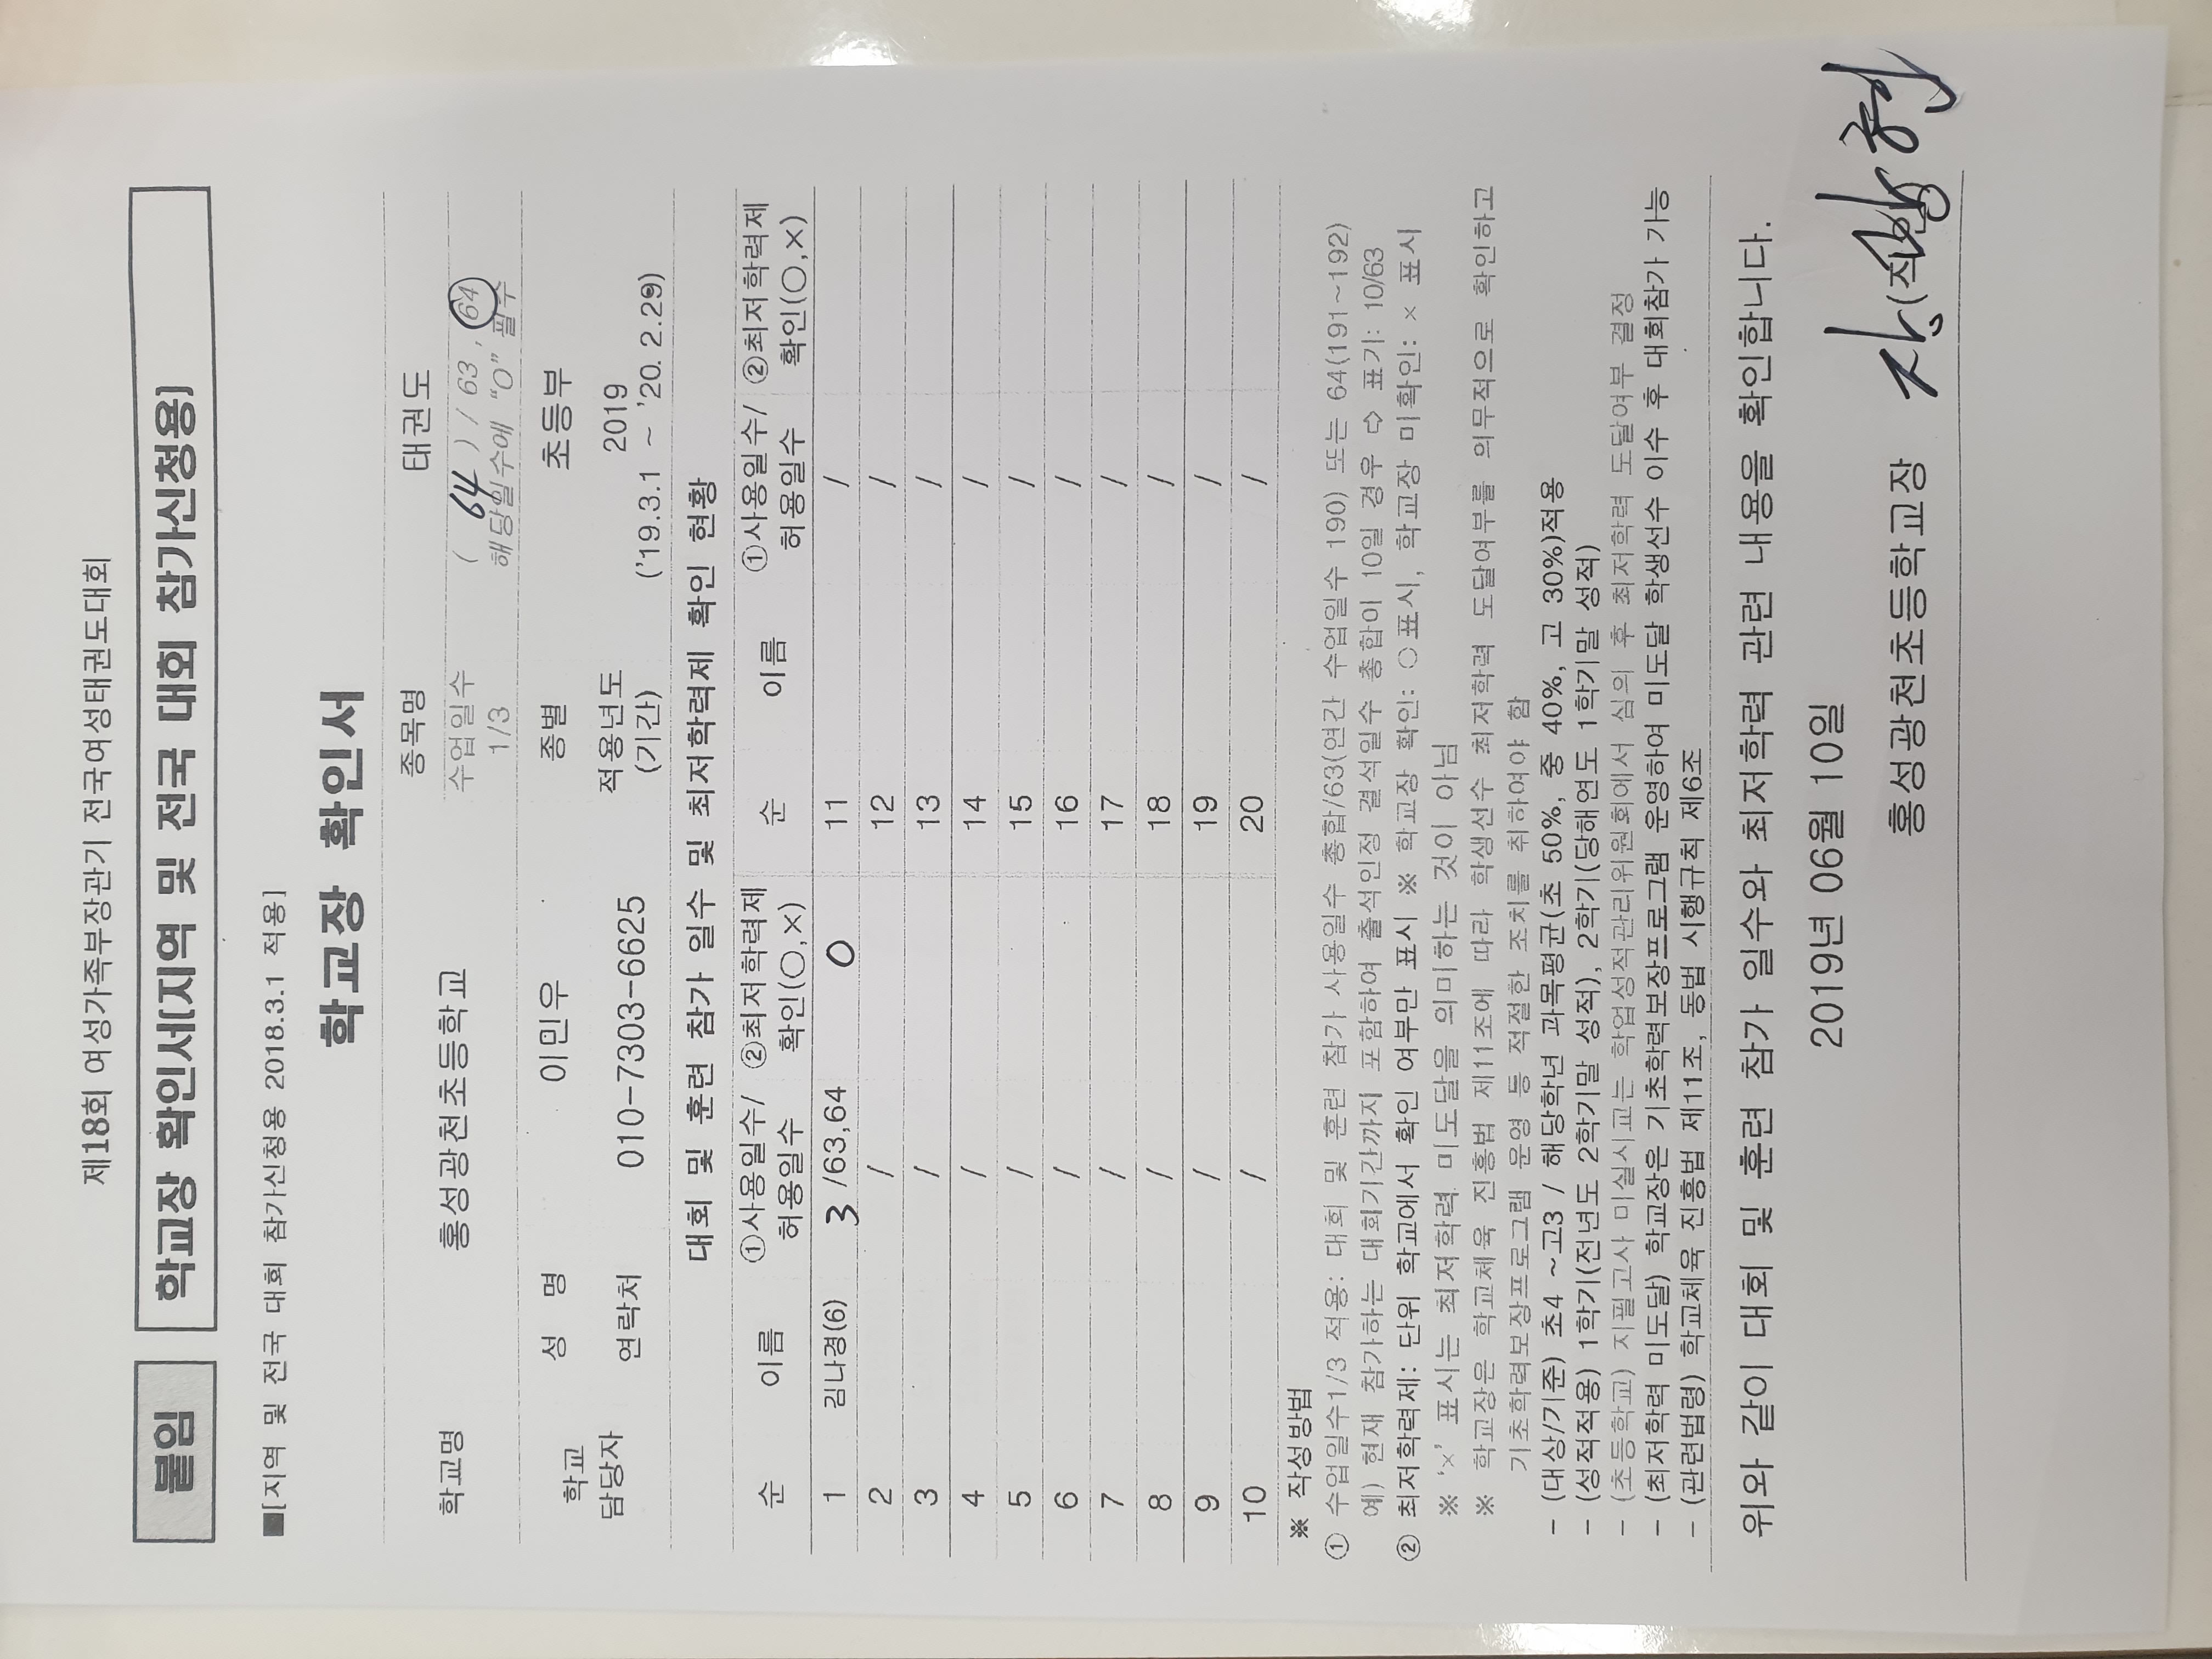 제18회 여성가족부장관기 전국여성태권도대회
붙임 학교장 확인서[지역 및 전국 대회 참가신청용]
■[지역 및 전국 대회 참가신청용 2018.3.1 적용]
학교장 확인서
학교명 홍성광천초등학교 종목명 태권도
수업일수 1/3 ( 64 ) / 63, 64
해당일수에 "O" 필수
학교 담당자 성 명 이민우 종별 초등부
연락처 010-7303-6625 적용년도 (기간) 2019
('19.3.1 ~ '20. 2.29)
대회 및 훈련 참가 일수 및 최저학력제 확인 현황
순 이름 ①사용일수/허용일수 ②최저학력제 확인(○,×) 순 이름 ①사용일수/허용일수 ②최저학력제 확인(○,×)
1 김나경(6) 3 /63,64 O 11 /
2 / 12 /
3 / 13 /
4 / 14 /
5 / 15 /
6 / 16 /
7 / 17 /
8 / 18 /
9 / 19 /
10 / 20 /
※ 작성방법
① 수업일수1/3 적용: 대회 및 훈련 참가 사용일수 총합/63(연간 수업일수 190) 또는 64(191~192)
예) 현재 참가하는 대회기간까지 포함하여 출석인정 결석일수 총합이 10일 경우 ⇨ 표기: 10/63
② 최저학력제: 단위 학교에서 확인 여부만 표시 ※ 학교장 확인: ○ 표시, 학교장 미확인: × 표시
※ '×' 표시는 최저학력 미도달을 의미하는 것이 아님
※ 학교장은 학교체육 진흥법 제11조에 따라 학생선수 최저학력 도달여부를 의무적으로 확인하고
기초학력보장프로그램 운영 등 적절한 조치를 취하여야 함
- (대상/기준) 초4 ~고3 / 해당학년 과목평균(초 50%, 중 40%, 고 30%)적용
- (성적적용) 1학기(전년도 2학기말 성적), 2학기(당해연도 1학기말 성적)
- (초등학교) 지필고사 미실시교는 학업성적관리위원회에서 심의 후 최저학력 도달여부 결정
- (최저학력 미도달) 학교장은 기초학력보장프로그램 운영하여 미도달 학생선수 이수 후 대회참가 가능
- (관련법령) 학교체육 진흥법 제11조, 동법 시행규칙 제6조
위와 같이 대회 및 훈련 참가 일수와 최저학력 관련 내용을 확인합니다.
2019년 06월 10일
홍성광천초등학교장